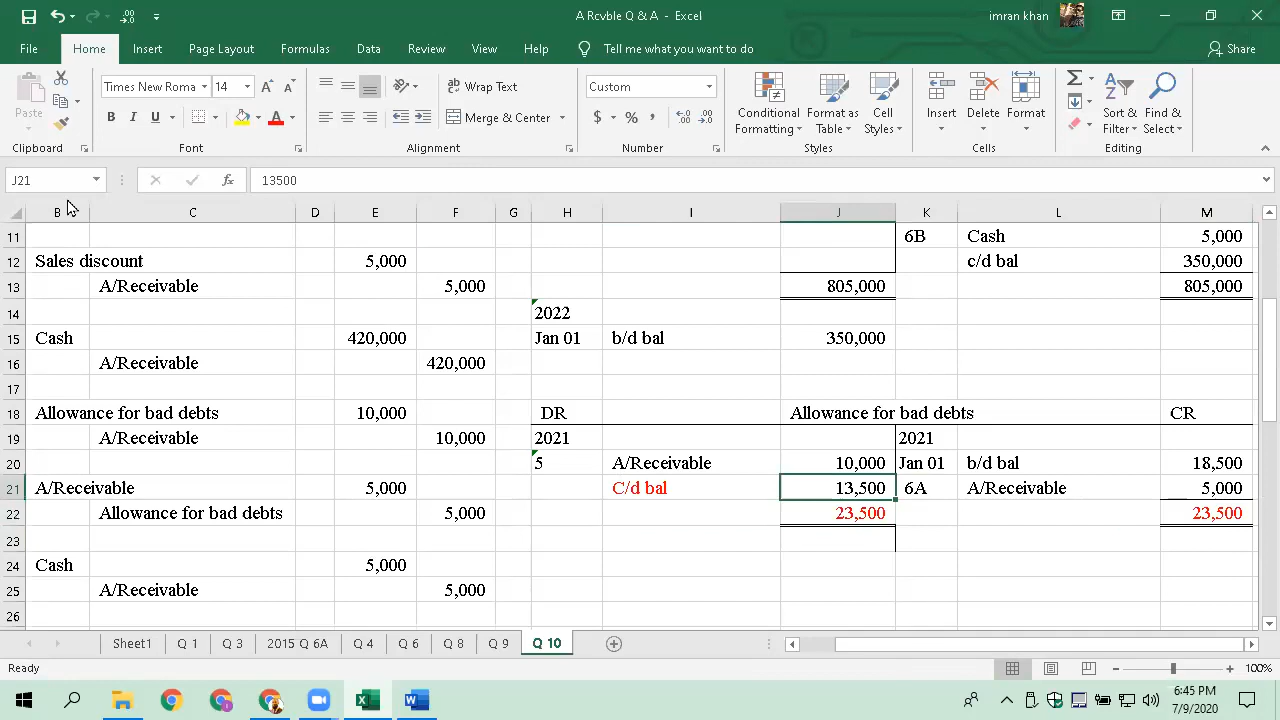 A Rcvble Q & A - Excel
imran khan
File Home Insert Page Layout Formulas Data Review View Help Tell me what you want to do Share
Paste
Times New Roma 14
Wrap Text
Merge & Center
Custom
Conditional Formatting
Format as Table
Cell Styles
Insert Delete Format
Sort & Filter
Find & Select
Clipboard Font Alignment Number Styles Cells Editing
J21 fx 13500
B C D E F G H I J K L M
11 6B Cash 5,000
12 Sales discount 5,000 c/d bal 350,000
13 A/Receivable 5,000 805,000 805,000
14 2022
15 Cash 420,000 Jan 01 b/d bal 350,000
16 A/Receivable 420,000
17
18 Allowance for bad debts 10,000 DR Allowance for bad debts CR
19 A/Receivable 10,000 2021 2021
20 5 A/Receivable 10,000 Jan 01 b/d bal 18,500
21 A/Receivable 5,000 C/d bal 13,500 6A A/Receivable 5,000
22 Allowance for bad debts 5,000 23,500 23,500
23
24 Cash 5,000
25 A/Receivable 5,000
26
Sheet1 Q 1 Q 3 2015 Q 6A Q 4 Q 6 Q 8 Q 9 Q 10
Ready 100%
6:45 PM
7/9/2020